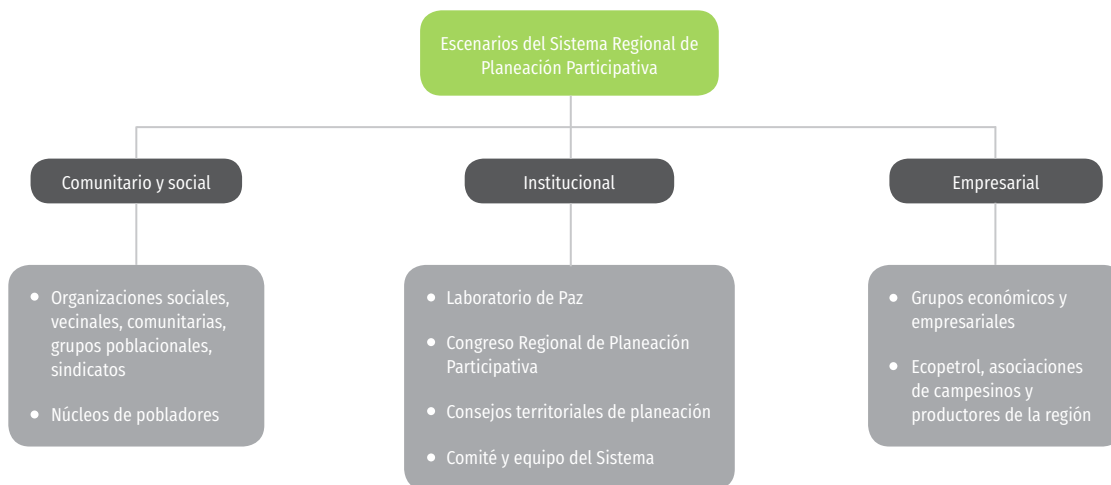 Escenarios del Sistema Regional de
Planeación Participativa
Comunitario y social
Institucional
Empresarial
• Organizaciones sociales,
vecinales, comunitarias,
grupos poblacionales,
sindicatos
• Núcleos de pobladores
• Laboratorio de Paz
• Congreso Regional de Planeación
Participativa
• Consejos territoriales de planeación
• Comité y equipo del Sistema
• Grupos económicos y
empresariales
• Ecopetrol, asociaciones
de campesinos y
productores de la región